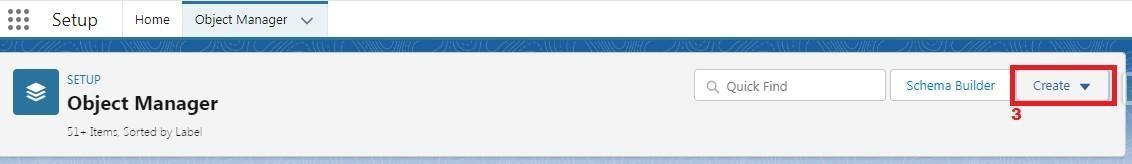 Setup Home Object Manager
SETUP
Object Manager
51+ Items, Sorted by Label
Quick Find
Schema Builder
Create
3